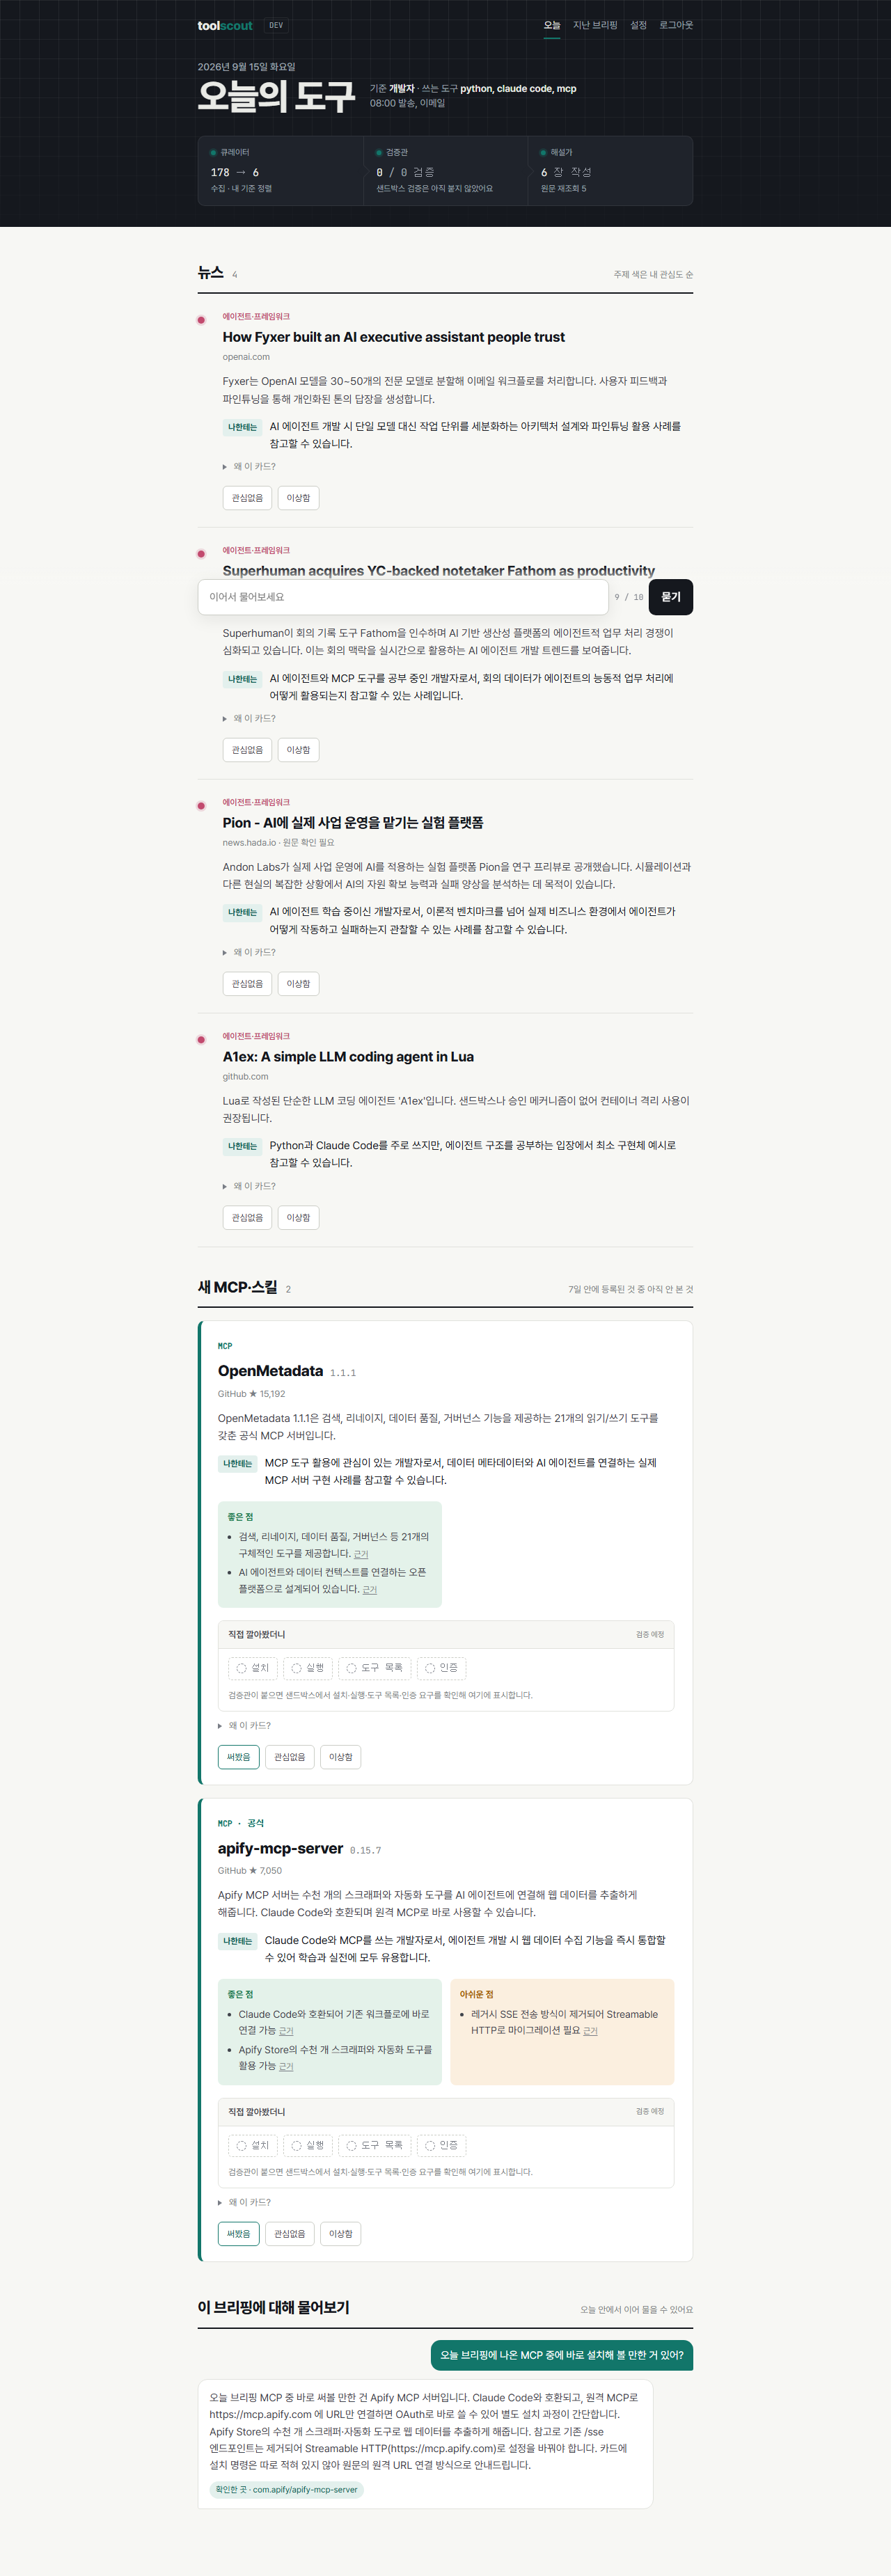 toolscout DEV
오늘 지난 브리핑 설정 로그아웃
2026년 9월 15일 화요일
오늘의 도구
기준 개발자 · 쓰는 도구 python, claude code, mcp
08:00 발송, 이메일
큐레이터
178 → 6
수집 · 내 기준 정렬
검증관
0 / 0 검증
샌드박스 검증은 아직 붙지 않았어요
해설가
6 장 작성
원문 재조회 5
뉴스 4
주제 색은 내 관심도 순
에이전트·프레임워크
How Fyxer built an AI executive assistant people trust
openai.com
Fyxer는 OpenAI 모델을 30~50개의 전문 모델로 분할해 이메일 워크플로를 처리합니다. 사용자 피드백과
파인튜닝을 통해 개인화된 톤의 답장을 생성합니다.
나한테는 AI 에이전트 개발 시 단일 모델 대신 작업 단위를 세분화하는 아키텍처 설계와 파인튜닝 활용 사례를
참고할 수 있습니다.
왜 이 카드?
관심없음 이상함
에이전트·프레임워크
Superhuman acquires YC-backed notetaker Fathom as productivity
이어서 물어보세요 9 / 10 묻기
Superhuman이 회의 기록 도구 Fathom을 인수하며 AI 기반 생산성 플랫폼의 에이전트적 업무 처리 경쟁이
심화되고 있습니다. 이는 회의 맥락을 실시간으로 활용하는 AI 에이전트 개발 트렌드를 보여줍니다.
나한테는 AI 에이전트와 MCP 도구를 공부 중인 개발자로서, 회의 데이터가 에이전트의 능동적 업무 처리에
어떻게 활용되는지 참고할 수 있는 사례입니다.
왜 이 카드?
관심없음 이상함
에이전트·프레임워크
Pion - AI에 실제 사업 운영을 맡기는 실험 플랫폼
news.hada.io · 원문 확인 필요
Andon Labs가 실제 사업 운영에 AI를 적용하는 실험 플랫폼 Pion을 연구 프리뷰로 공개했습니다. 시뮬레이션과
다른 현실의 복잡한 상황에서 AI의 자원 확보 능력과 실패 양상을 분석하는 데 목적이 있습니다.
나한테는 AI 에이전트 학습 중이신 개발자로서, 이론적 벤치마크를 넘어 실제 비즈니스 환경에서 에이전트가
어떻게 작동하고 실패하는지 관찰할 수 있는 사례를 참고할 수 있습니다.
왜 이 카드?
관심없음 이상함
에이전트·프레임워크
A1ex: A simple LLM coding agent in Lua
github.com
Lua로 작성된 단순한 LLM 코딩 에이전트 'A1ex'입니다. 샌드박스나 승인 메커니즘이 없어 컨테이너 격리 사용이
권장됩니다.
나한테는 Python과 Claude Code를 주로 쓰지만, 에이전트 구조를 공부하는 입장에서 최소 구현체 예시로
참고할 수 있습니다.
왜 이 카드?
관심없음 이상함
새 MCP·스킬 2
7일 안에 등록된 것 중 아직 안 본 것
MCP
OpenMetadata 1.1.1
GitHub ★ 15,192
OpenMetadata 1.1.1은 검색, 리네이지, 데이터 품질, 거버넌스 기능을 제공하는 21개의 읽기/쓰기 도구를
갖춘 공식 MCP 서버입니다.
나한테는 MCP 도구 활용에 관심이 있는 개발자로서, 데이터 메타데이터와 AI 에이전트를 연결하는 실제
MCP 서버 구현 사례를 참고할 수 있습니다.
좋은 점
• 검색, 리네이지, 데이터 품질, 거버넌스 등 21개의
구체적인 도구를 제공합니다. 근거
• AI 에이전트와 데이터 컨텍스트를 연결하는 오픈
플랫폼으로 설계되어 있습니다. 근거
직접 깔아봤더니 검증 예정
설치 실행 도구 목록 인증
검증관이 붙으면 샌드박스에서 설치·실행·도구 목록·인증 요구를 확인해 여기에 표시합니다.
왜 이 카드?
써봤음 관심없음 이상함
MCP · 공식
apify-mcp-server 0.15.7
GitHub ★ 7,050
Apify MCP 서버는 수천 개의 스크래퍼와 자동화 도구를 AI 에이전트에 연결해 웹 데이터를 추출하게
해줍니다. Claude Code와 호환되며 원격 MCP로 바로 사용할 수 있습니다.
나한테는 Claude Code와 MCP를 쓰는 개발자로서, 에이전트 개발 시 웹 데이터 수집 기능을 즉시 통합할
수 있어 학습과 실전에 모두 유용합니다.
좋은 점
• Claude Code와 호환되어 기존 워크플로에 바로
연결 가능 근거
• Apify Store의 수천 개 스크래퍼와 자동화 도구를
활용 가능 근거
아쉬운 점
• 레거시 SSE 전송 방식이 제거되어 Streamable
HTTP로 마이그레이션 필요 근거
직접 깔아봤더니 검증 예정
설치 실행 도구 목록 인증
검증관이 붙으면 샌드박스에서 설치·실행·도구 목록·인증 요구를 확인해 여기에 표시합니다.
왜 이 카드?
써봤음 관심없음 이상함
이 브리핑에 대해 물어보기
오늘 안에서 이어 물을 수 있어요
오늘 브리핑에 나온 MCP 중에 바로 설치해 볼 만한 거 있어?
오늘 브리핑 MCP 중 바로 써볼 만한 건 Apify MCP 서버입니다. Claude Code와 호환되고, 원격 MCP로
https://mcp.apify.com 에 URL만 연결하면 OAuth로 바로 쓸 수 있어 별도 설치 과정이 간단합니다.
Apify Store의 수천 개 스크래퍼·자동화 도구로 웹 데이터를 추출하게 해줍니다. 참고로 기존 /sse
엔드포인트는 제거되어 Streamable HTTP(https://mcp.apify.com)로 설정을 바꿔야 합니다. 카드에
설치 명령은 따로 적혀 있지 않아 원문의 원격 URL 연결 방식으로 안내드립니다.
확인한 곳 · com.apify/apify-mcp-server